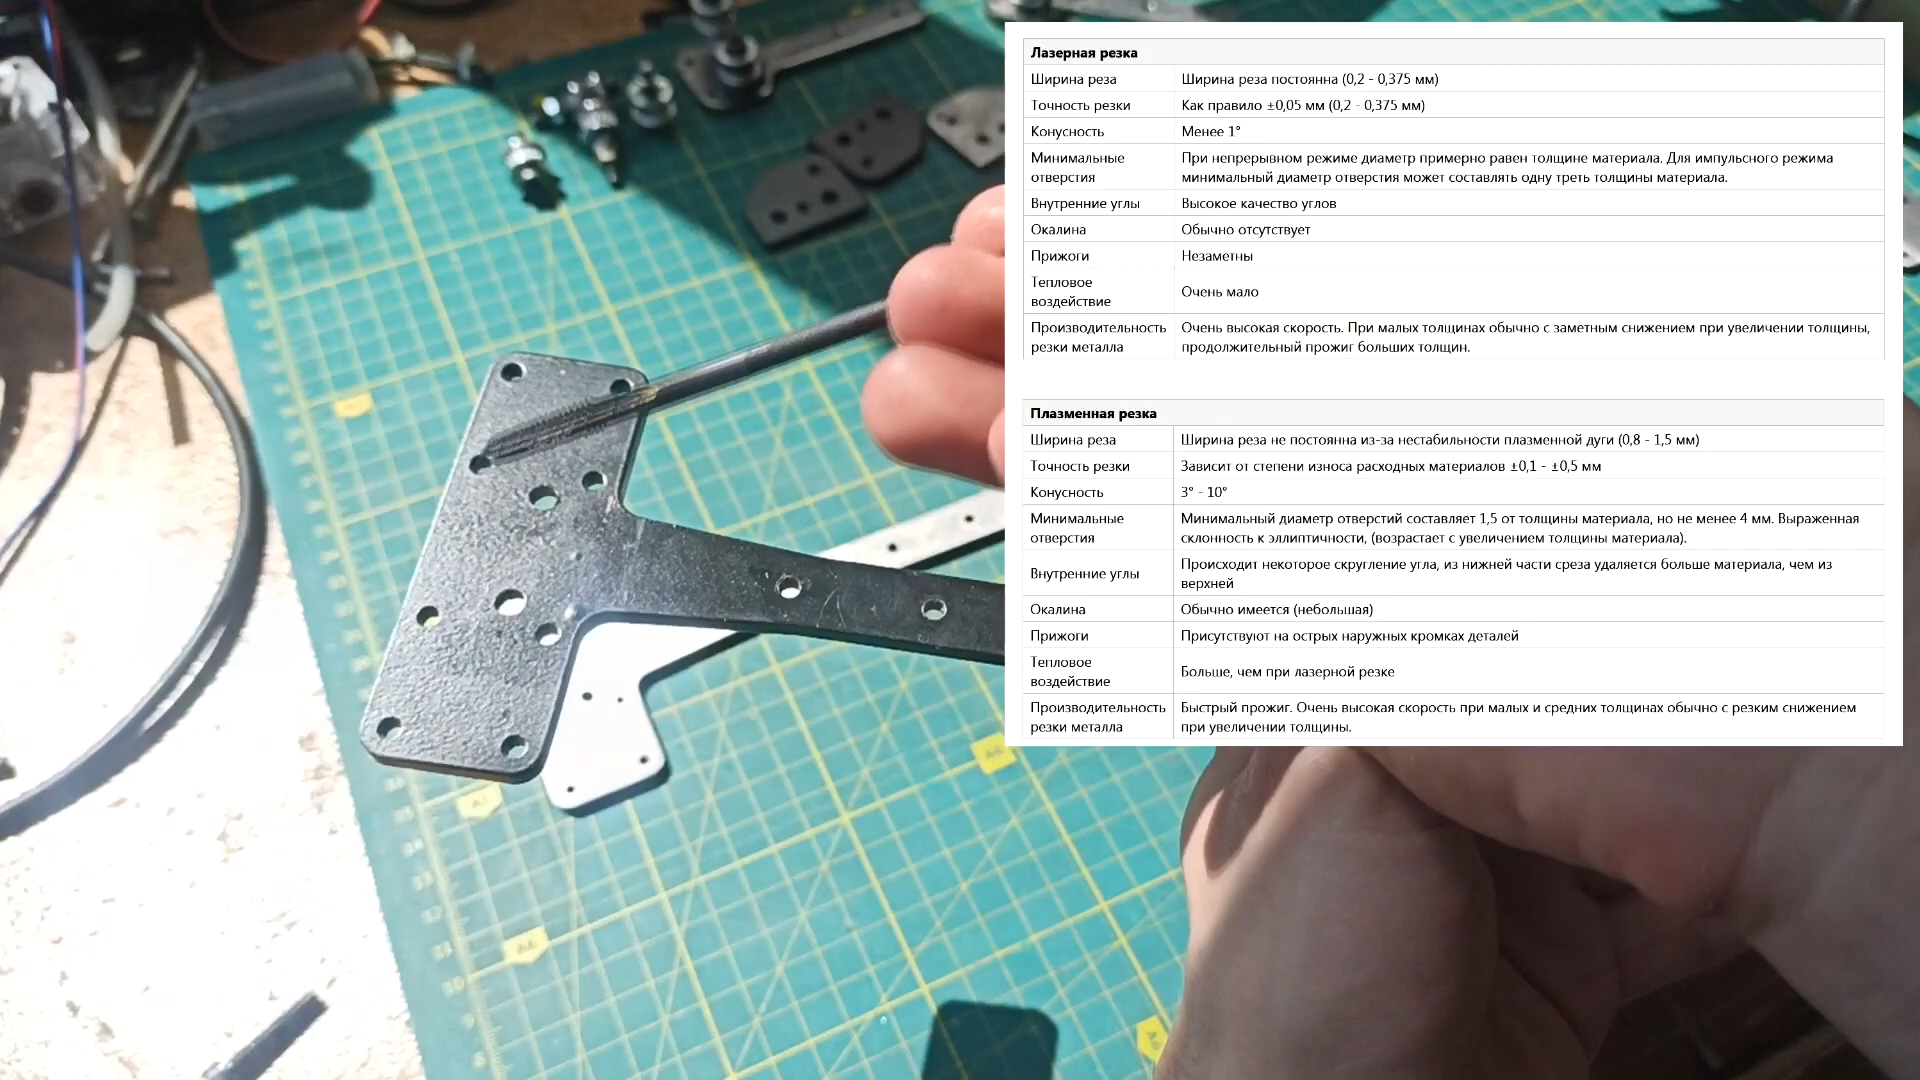 Лазерная резка
Ширина реза Ширина реза постоянна (0,2 - 0,375 мм)
Точность резки Как правило ±0,05 мм (0,2 - 0,375 мм)
Конусность Менее 1°
Минимальные отверстия При непрерывном режиме диаметр примерно равен толщине материала. Для импульсного режима
минимальный диаметр отверстия может составлять одну треть толщины материала.
Внутренние углы Высокое качество углов
Окалина Обычно отсутствует
Прижоги Незаметны
Тепловое воздействие Очень мало
Производительность резки металла Очень высокая скорость. При малых толщинах обычно с заметным снижением при увеличении толщины,
продолжительный прожиг больших толщин.
Плазменная резка
Ширина реза Ширина реза не постоянна из-за нестабильности плазменной дуги (0,8 - 1,5 мм)
Точность резки Зависит от степени износа расходных материалов ±0,1 - ±0,5 мм
Конусность 3° - 10°
Минимальные отверстия Минимальный диаметр отверстий составляет 1,5 от толщины материала, но не менее 4 мм. Выраженная
склонность к эллиптичности, (возрастает с увеличением толщины материала).
Внутренние углы Происходит некоторое скругление угла, из нижней части среза удаляется больше материала, чем из
верхней
Окалина Обычно имеется (небольшая)
Прижоги Присутствуют на острых наружных кромках деталей
Тепловое воздействие Больше, чем при лазерной резке
Производительность резки металла Быстрый прожиг. Очень высокая скорость при малых и средних толщинах обычно с резким снижением
при увеличении толщины.